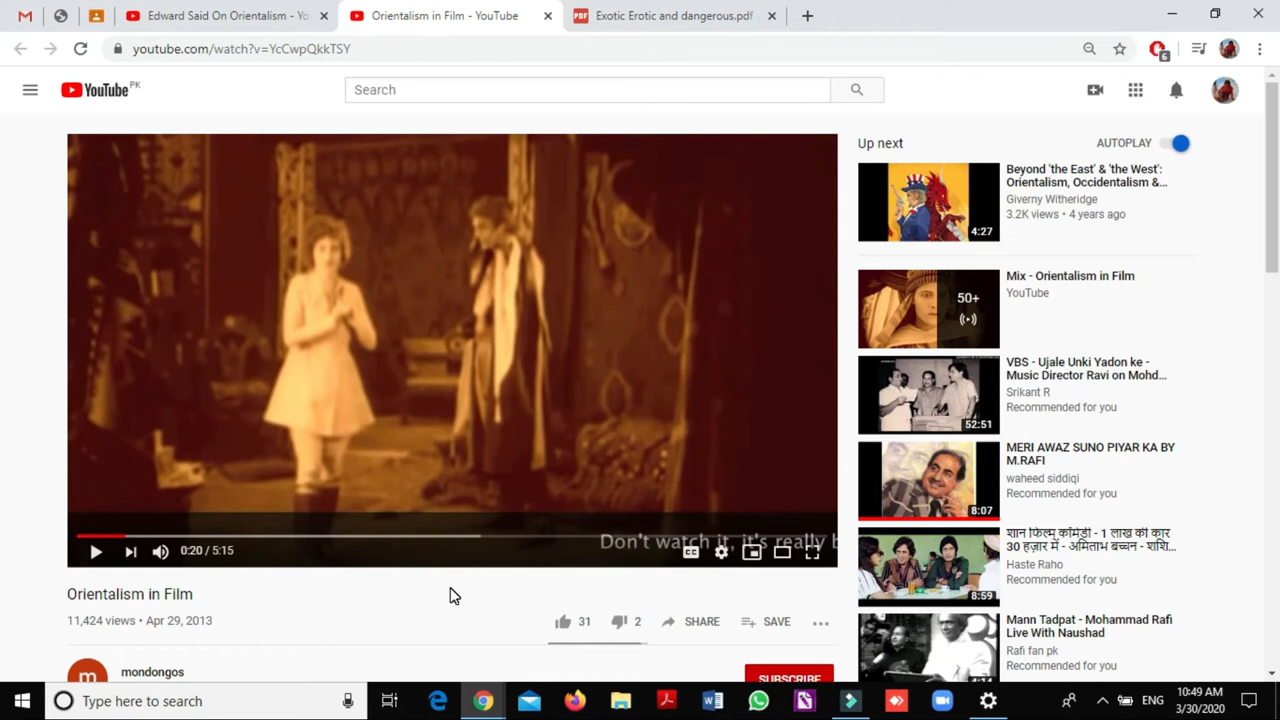 Edward Said On Orientalism - Yo
Orientalism in Film - YouTube
PDF
Exotic Erotic and dangerous.pdf
youtube.com/watch?v=YcCwpQkkTSY
6
YouTube PK
Search
Up next
AUTOPLAY
Beyond 'the East' & 'the West':
Orientalism, Occidentalism &...
Giverny Witheridge
3.2K views • 4 years ago
4:27
Mix - Orientalism in Film
YouTube
50+
VBS - Ujale Unki Yadon ke -
Music Director Ravi on Mohd...
Srikant R
Recommended for you
52:51
MERI AWAZ SUNO PIYAR KA BY
M.RAFI
waheed siddiqi
Recommended for you
8:07
शान फिल्म कॉमेडी - 1 लाख की कार
30 हज़ार में - अमिताभ बच्चन - शशि...
Haste Raho
Recommended for you
8:59
Mann Tadpat - Mohammad Rafi
Live With Naushad
Rafi fan pk
Recommended for you
Don't watch it, it's really b
0:20 / 5:15
Orientalism in Film
11,424 views • Apr 29, 2013
31
2
SHARE
SAVE
m
mondongos
SUBSCRIBE
Type here to search
ENG
10:49 AM
3/30/2020